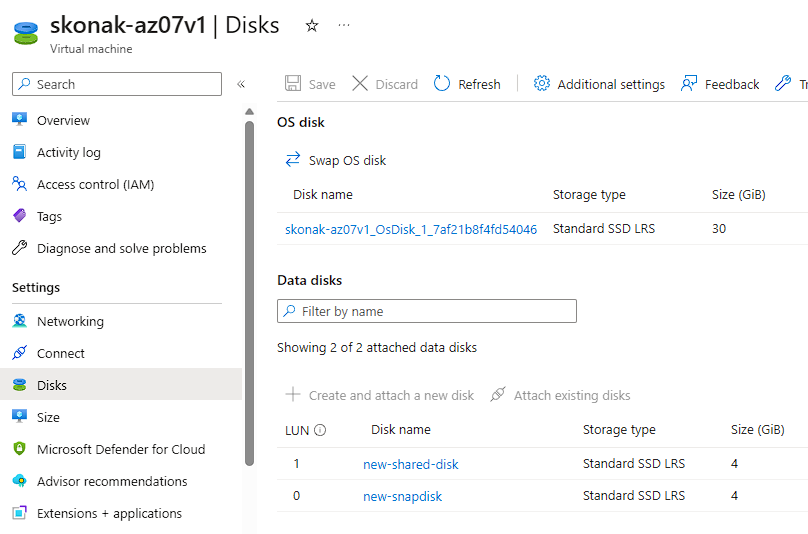 skonak-az07v1 | Disks ☆ ···
Virtual machine
Search «
Overview
Activity log
Access control (IAM)
Tags
Diagnose and solve problems
Settings
Networking
Connect
Disks
Size
Microsoft Defender for Cloud
Advisor recommendations
Extensions + applications
Save Discard Refresh Additional settings Feedback
OS disk
Swap OS disk
Disk name Storage type Size (GiB)
skonak-az07v1_OsDisk_1_7af21b8f4fd54046 Standard SSD LRS 30
Data disks
Filter by name
Showing 2 of 2 attached data disks
Create and attach a new disk Attach existing disks
LUN Disk name Storage type Size (GiB)
1 new-shared-disk Standard SSD LRS 4
0 new-snapdisk Standard SSD LRS 4